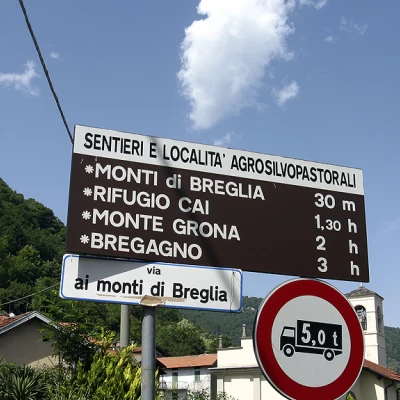 SENTIERI E LOCALITA' AGROSILVOPASTORALI
*MONTI di BREGLIA 30 m
*RIFUGIO CAI 1,30 h
*MONTE GRONA 2 h
*BREGAGNO 3 h
via
ai monti di Breglia
5,0t